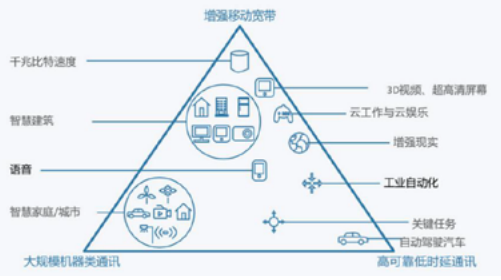 增强移动宽带
千兆比特速度
3D视频、超高清屏幕
云工作与云娱乐
智慧建筑
增强现实
语音
工业自动化
智慧家庭/城市
关键任务
自动驾驶汽车
大规模机器类通讯
高可靠低时延通讯